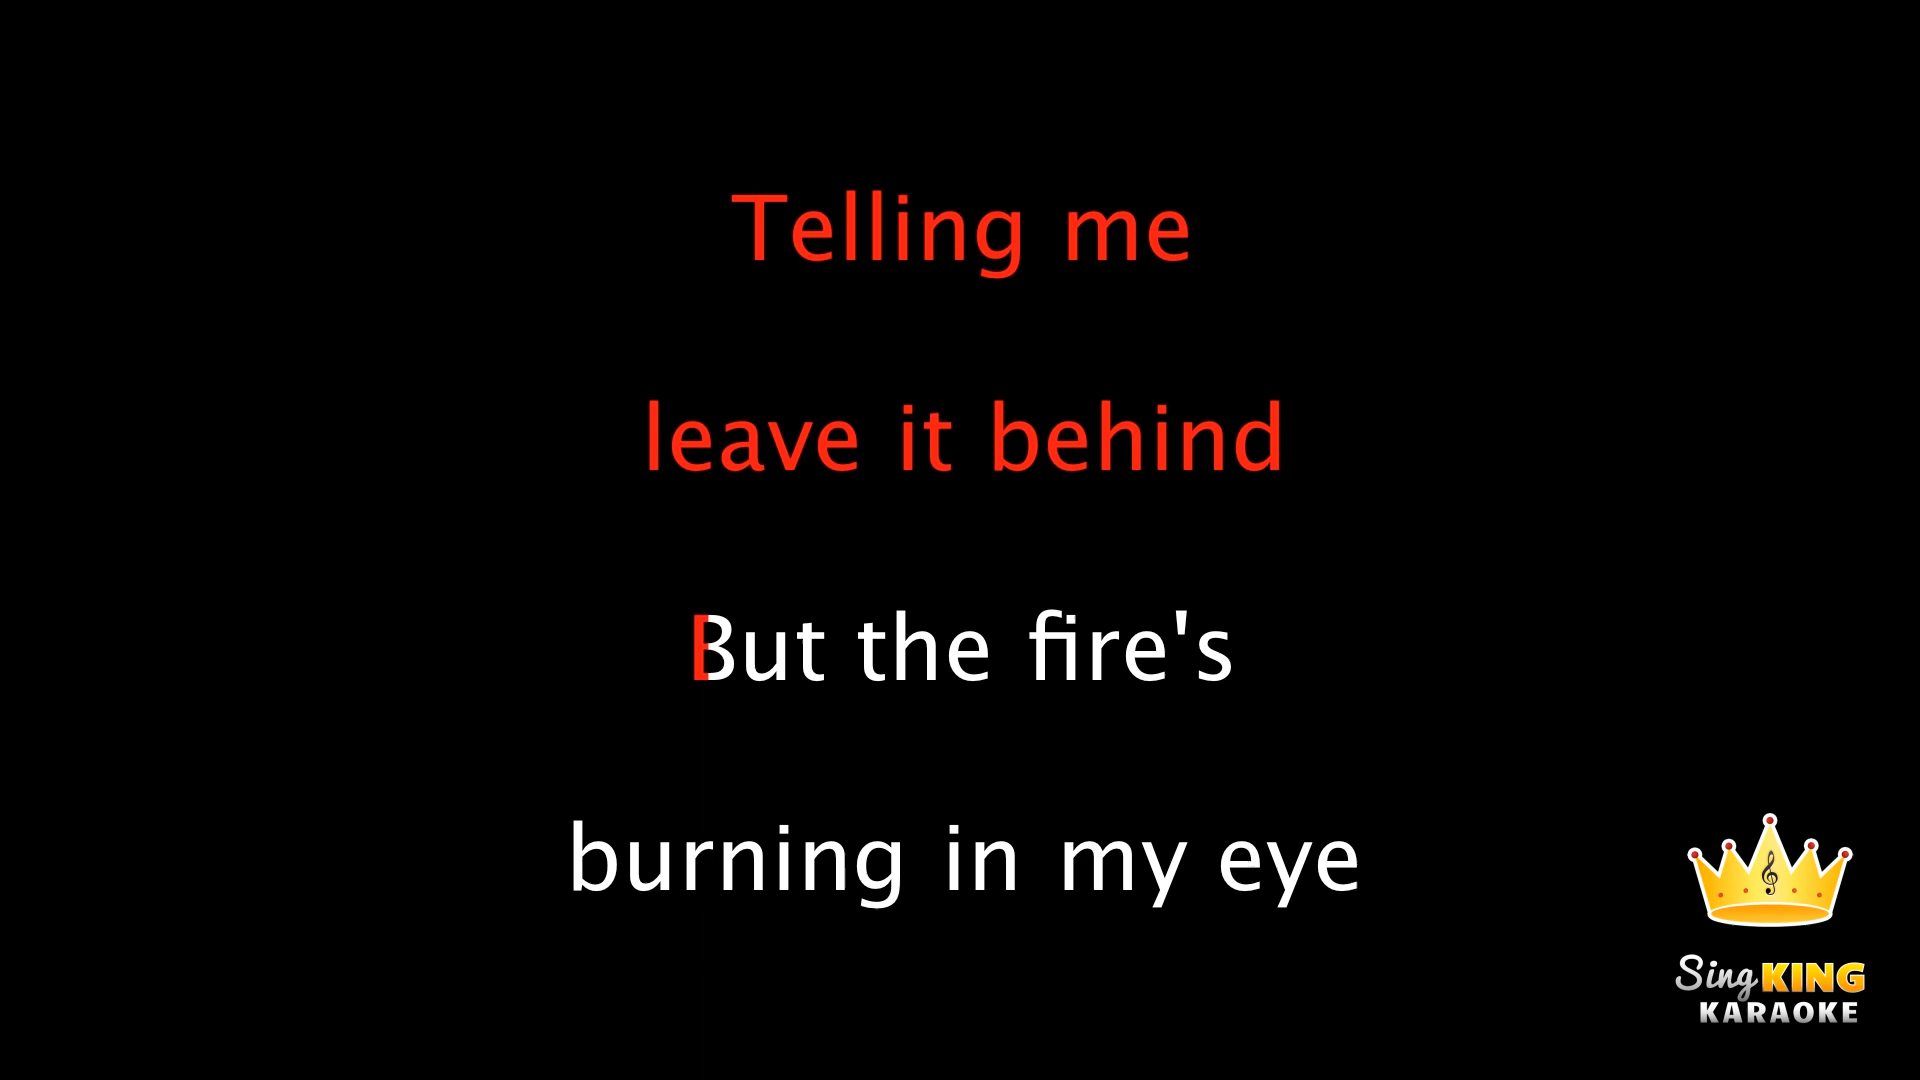 Telling me
leave it behind
But the fire's
burning in my eye
Sing KING
KARAOKE